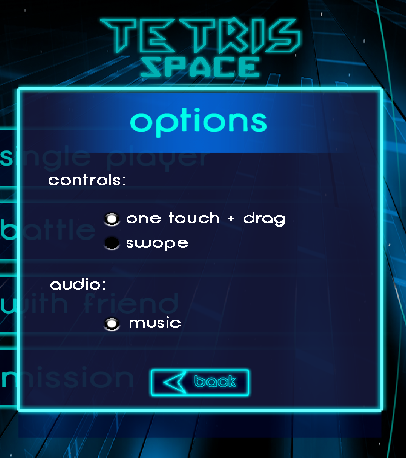 TETRIS
SPACE
options
single player
controls:
one touch + drag
battle
swope
audio:
with friend
music
mission
back